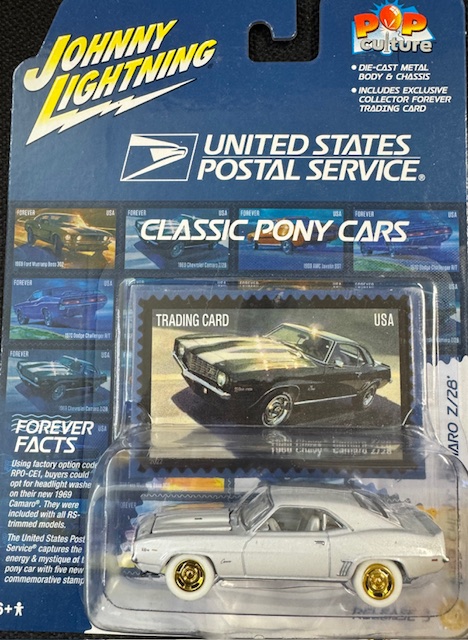 JOHNNY
LIGHTNING
POP
culture
• DIE-CAST METAL
BODY & CHASSIS
• INCLUDES EXCLUSIVE
COLLECTOR FOREVER
TRADING CARD
UNITED STATES
POSTAL SERVICE®
CLASSIC PONY CARS
FOREVER USA
FOREVER
FOREVER USA
1969 Ford Mustang Boss 302
1969 Chevrolet Camaro Z/28
1969 AMC Javelin SST
1970 Dodge Challenger R/T
FOREVER USA
1970 Dodge Challenger R/T
FOREVER USA
1969 Chevrolet Camaro Z/28
TRADING CARD USA
1969 Chevy® Camaro® Z/28®
ARO Z/28®
FOREVER
FACTS
Using factory option code
RPO-CE1, buyers could
opt for headlight washe
on their new 1969
Camaro®. They were
included with all RS-
trimmed models.
The United States Post
Service® captures the
energy & mystique of t
pony car with five new
commemorative stamp
RELEASE 3